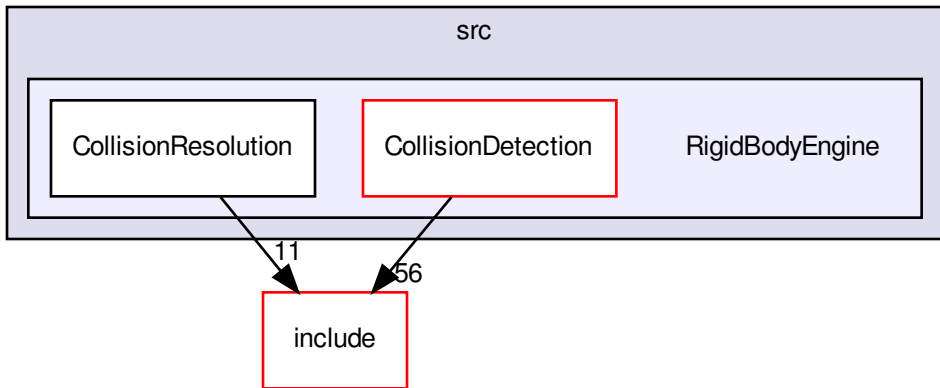 src
CollisionResolution
CollisionDetection
RigidBodyEngine
11
56
include